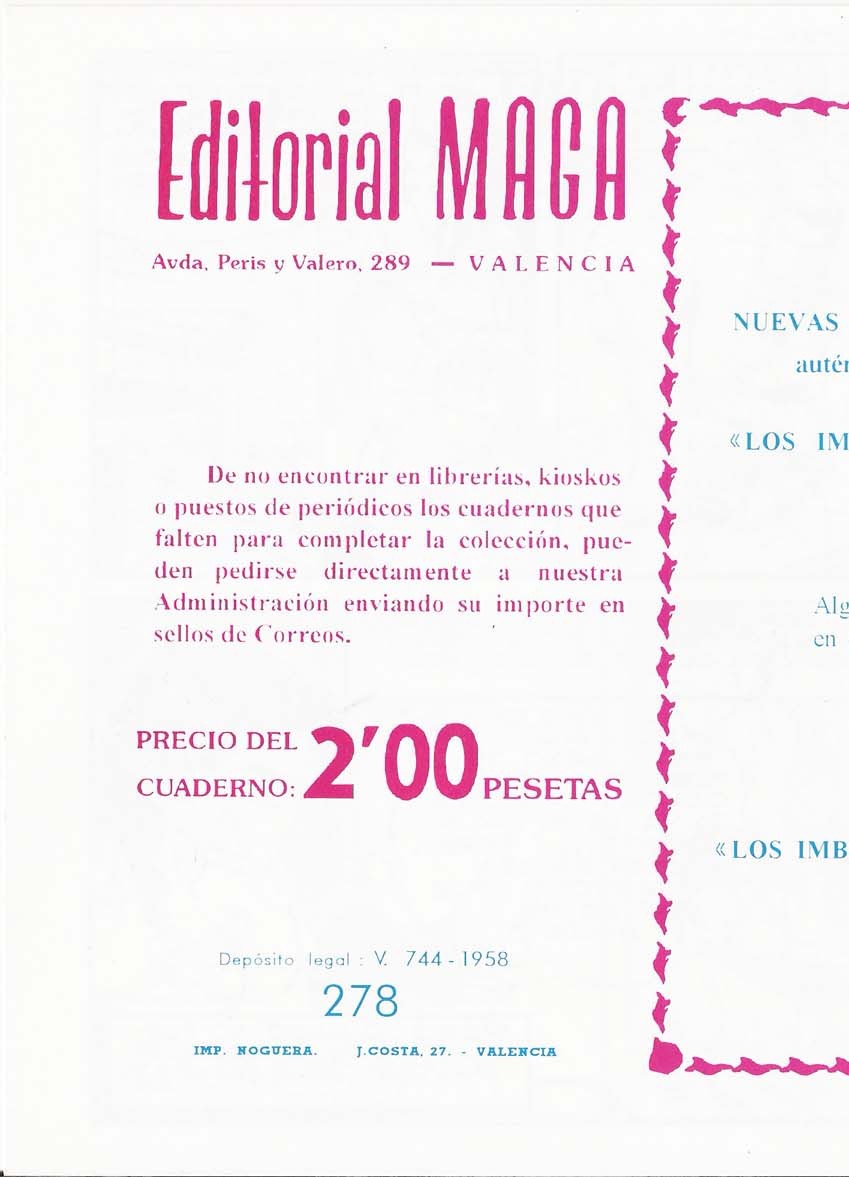 Editorial MAGA
Avda. Peris y Valero, 289 — VALENCIA
De no encontrar en librerías, kioskos
o puestos de periódicos los cuadernos que
falten para completar la colección, pue-
den pedirse directamente a nuestra
Administración enviando su importe en
sellos de Correos.
PRECIO DEL
CUADERNO: 2'00 PESETAS
Depósito legal : V. 744 - 1958
278
IMP. NOGUERA. J. COSTA, 27. - VALENCIA
NUEVAS
autén
«LOS IM
Alg
en
«LOS IMB